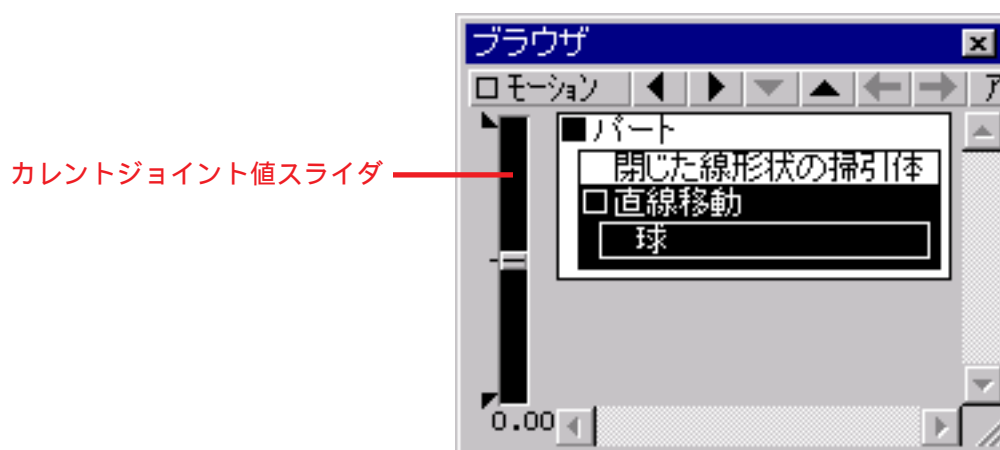 ブラウザ
モーション
ア
パート
閉じた線形状の掃引体
カレントジョイント値スライダ
直線移動
球
0.00